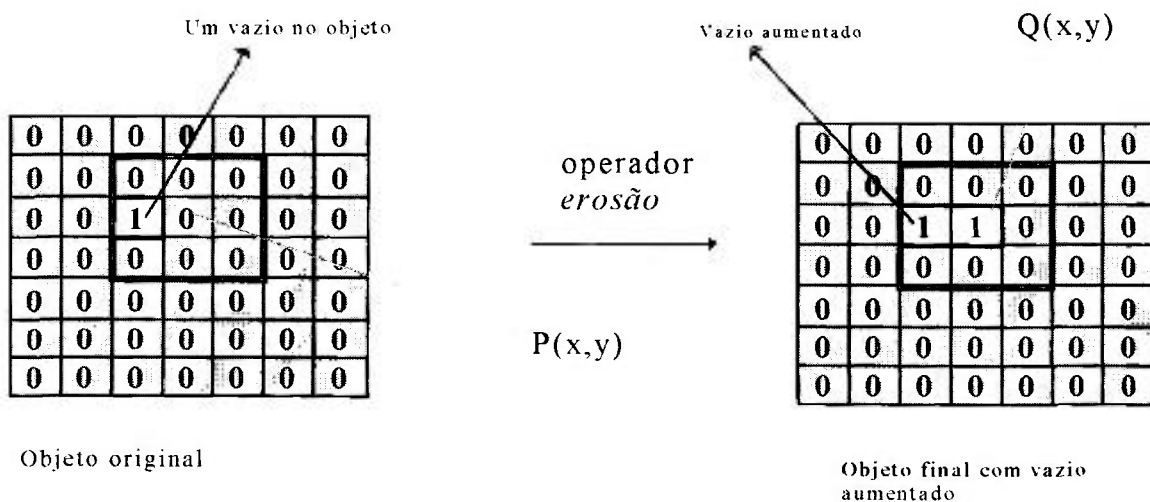 Um vazio no objeto
Vazio aumentado
Q(x,y)
0 0 0 0 0 0 0
0 0 0 0 0 0 0
0 0 1 0 0 0 0
0 0 0 0 0 0 0
0 0 0 0 0 0 0
0 0 0 0 0 0 0
0 0 0 0 0 0 0
operador
erosão
P(x,y)
0 0 0 0 0 0 0
0 0 0 0 0 0 0
0 0 1 1 0 0 0
0 0 0 0 0 0 0
0 0 0 0 0 0 0
0 0 0 0 0 0 0
0 0 0 0 0 0 0
Objeto original
Objeto final com vazio
aumentado